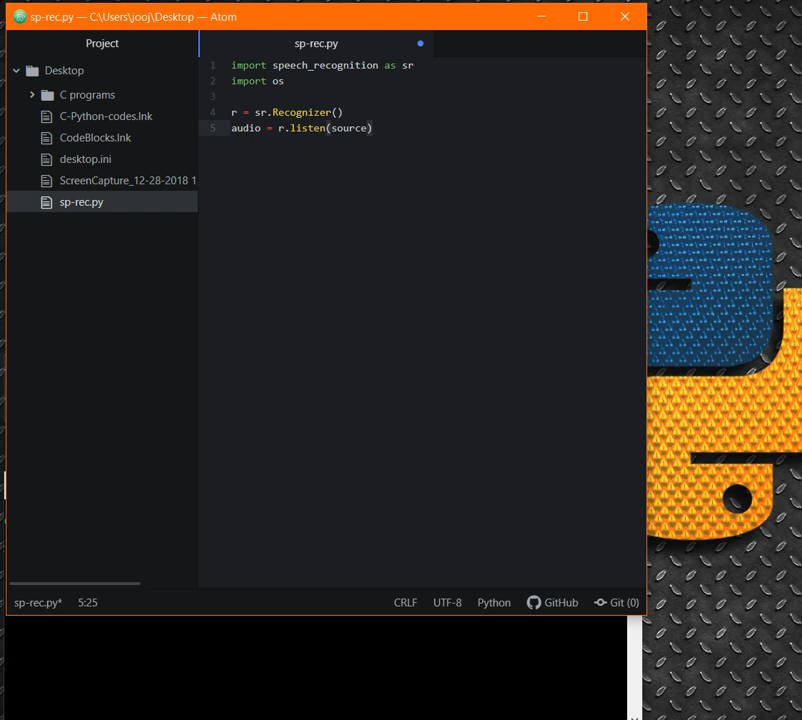 sp-rec.py — C:\Users\jooj\Desktop — Atom
Project
sp-rec.py
Desktop
C programs
C-Python-codes.lnk
CodeBlocks.lnk
desktop.ini
ScreenCapture_12-28-2018 1
sp-rec.py
1 import speech_recognition as sr
2 import os
3
4 r = sr.Recognizer()
5 audio = r.listen(source)
sp-rec.py* 5:25 CRLF UTF-8 Python GitHub Git (0)